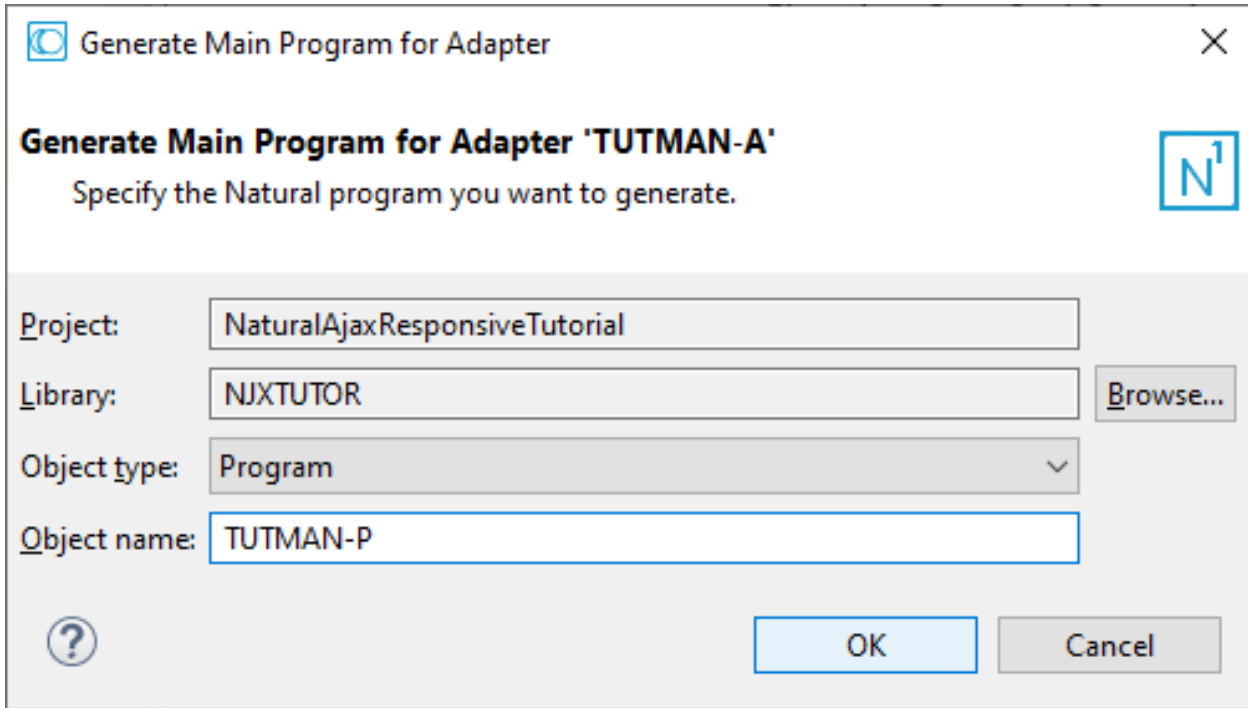 Generate Main Program for Adapter
Generate Main Program for Adapter 'TUTMAN-A'
Specify the Natural program you want to generate.
N1
Project: NaturalAjaxResponsiveTutorial
Library: NJXTUTOR Browse...
Object type: Program
Object name: TUTMAN-P
? OK Cancel